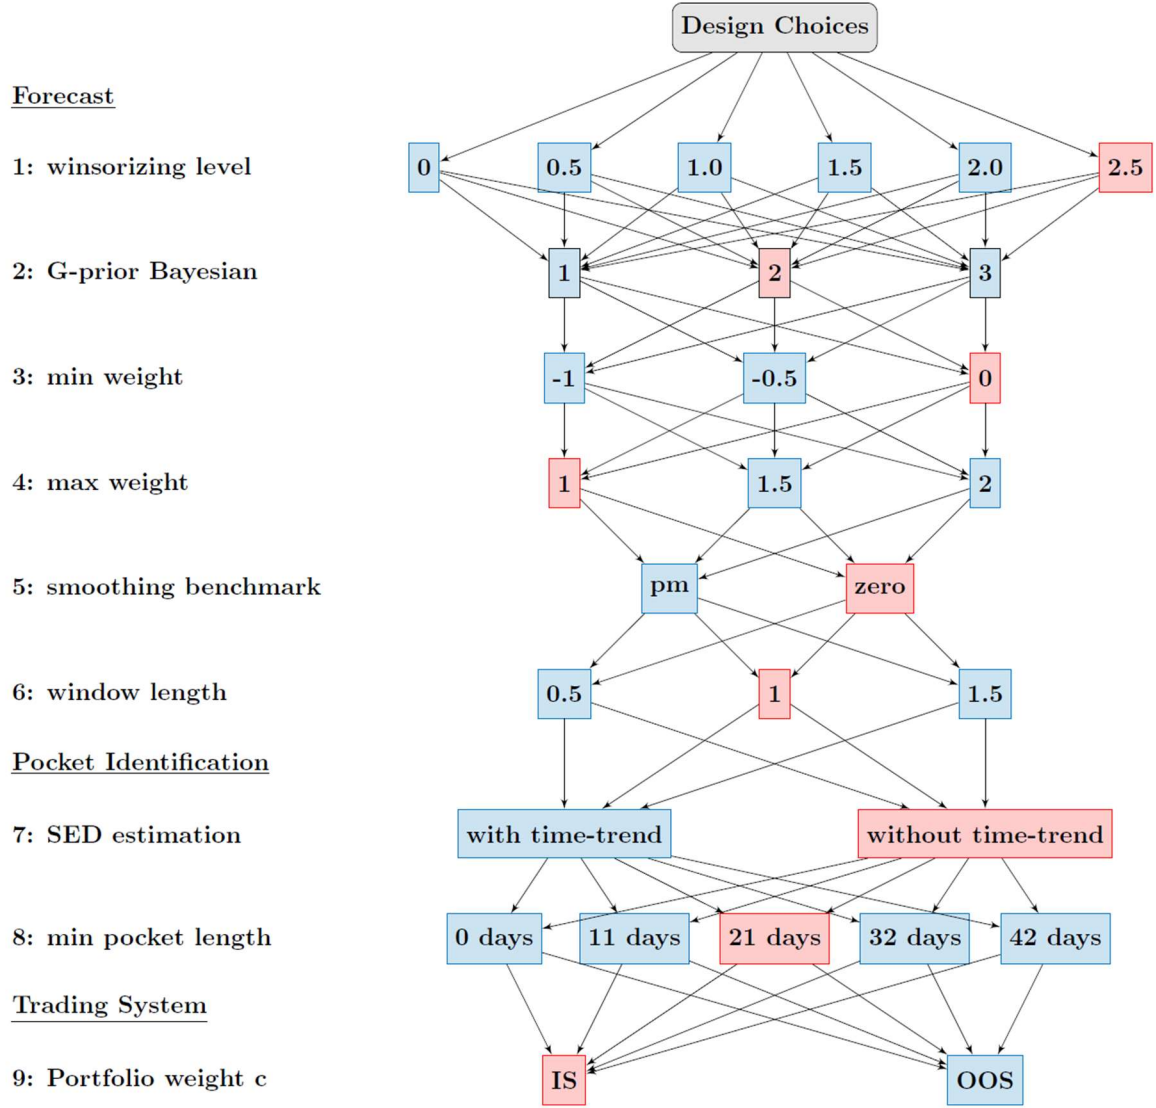 Design Choices
Forecast
1: winsorizing level 0 0.5 1.0 1.5 2.0 2.5
2: G-prior Bayesian 1 2 3
3: min weight -1 -0.5 0
4: max weight 1 1.5 2
5: smoothing benchmark pm zero
6: window length 0.5 1 1.5
Pocket Identification
7: SED estimation with time-trend without time-trend
8: min pocket length 0 days 11 days 21 days 32 days 42 days
Trading System
9: Portfolio weight c IS OOS